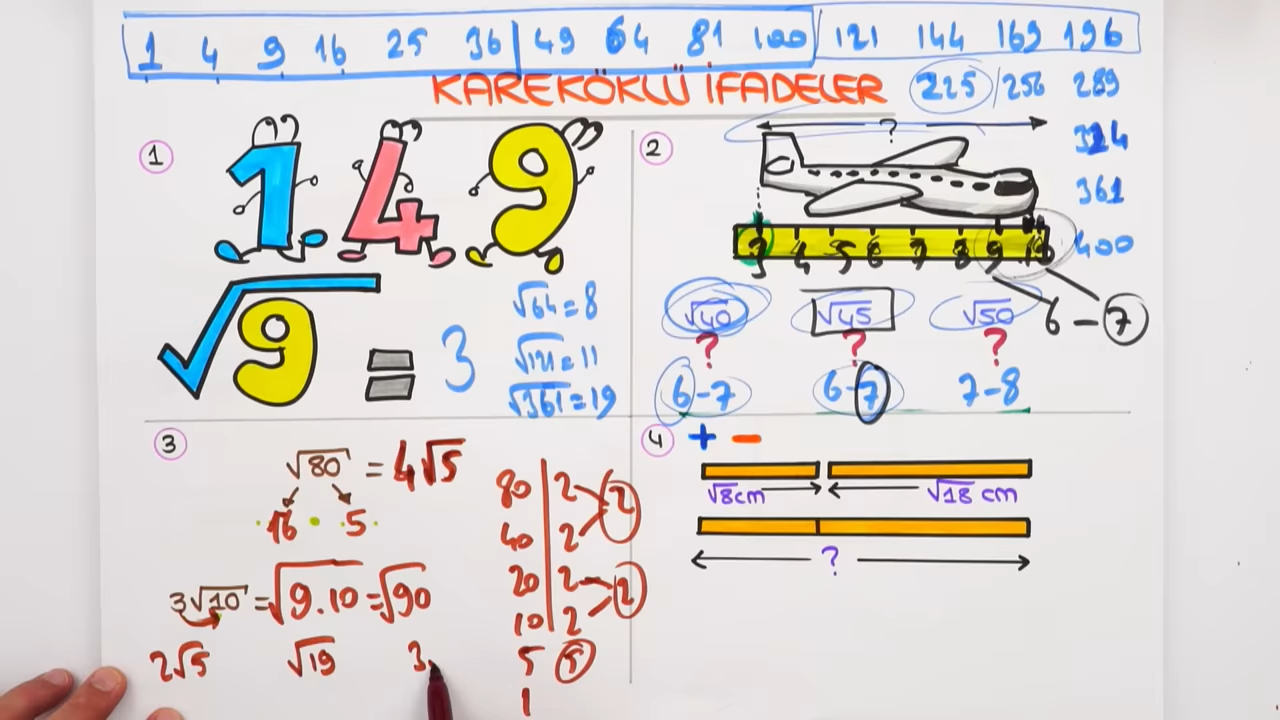 1 4 9 16 25 36 49 64 81 100 121 144 169 196
KAREKÖKLÜ İFADELER 225 / 256 289
324
361
400
1
1 4 9
√9 = 3
√64 = 8
√121 = 11
√361 = 19
2
?
3 4 5 6 7 8 9 10
√40 √45 √50 6 – 7
? ? ?
6-7 6-7 7-8
3
√80 = 4√5
16 · 5
3√10 = √9.10 = √90
2√5 √19 3
80 2 2
40 2
20 2 2
10 2
5 5
1
4
+ −
√8cm √18 cm
?